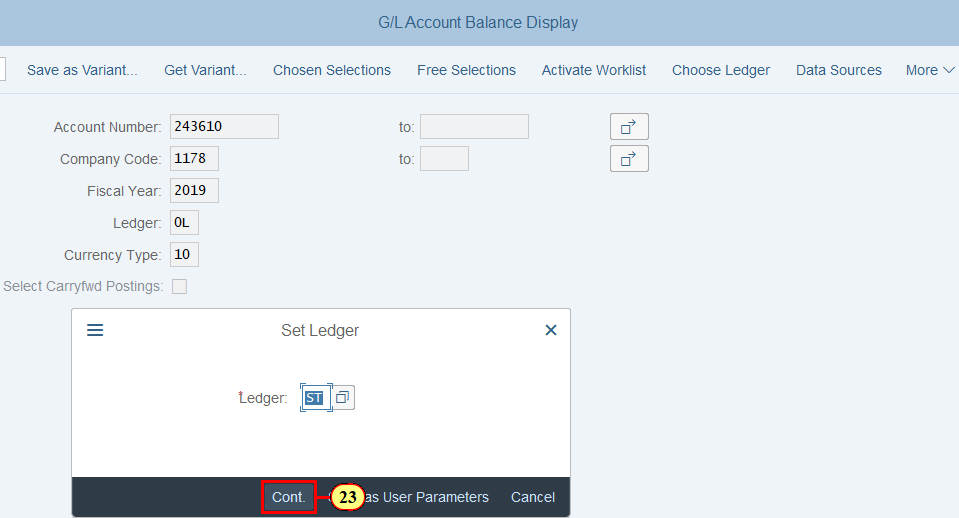 G/L Account Balance Display
Save as Variant... Get Variant... Chosen Selections Free Selections Activate Worklist Choose Ledger Data Sources More
Account Number: 243610 to:
Company Code: 1178 to:
Fiscal Year: 2019
Ledger: 0L
Currency Type: 10
Select Carryfwd Postings:
Set Ledger
*Ledger: ST
Cont. 23 as User Parameters Cancel